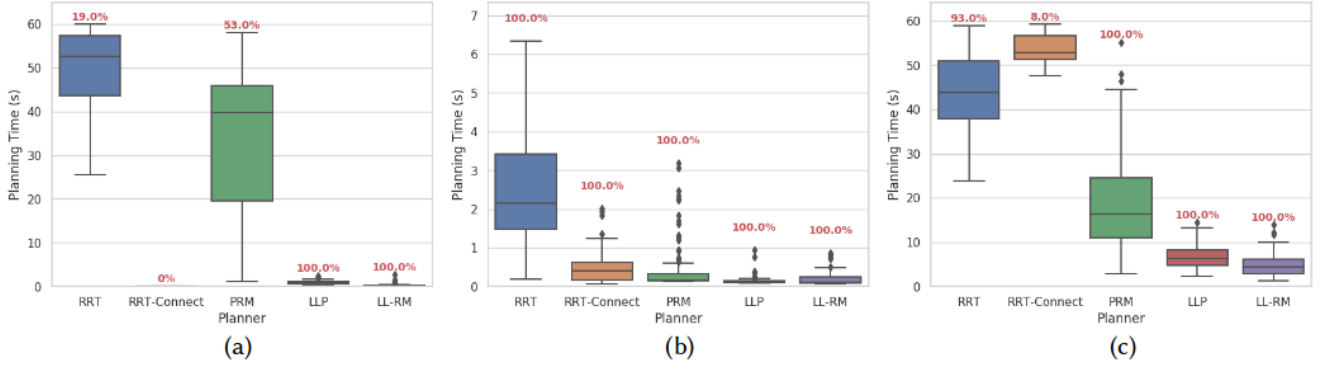 60
50
40
30
20
10
0
Planning Time (s)
19.0%
0%
53.0%
100.0%
100.0%
RRT
RRT-Connect
PRM
LLP
LL-RM
Planner
(a)
7
6
5
4
3
2
1
0
Planning Time (s)
100.0%
100.0%
100.0%
100.0%
100.0%
RRT
RRT-Connect
PRM
LLP
LL-RM
Planner
(b)
60
50
40
30
20
10
0
Planning Time (s)
93.0%
8.0%
100.0%
100.0%
100.0%
RRT
RRT-Connect
PRM
LLP
LL-RM
Planner
(c)